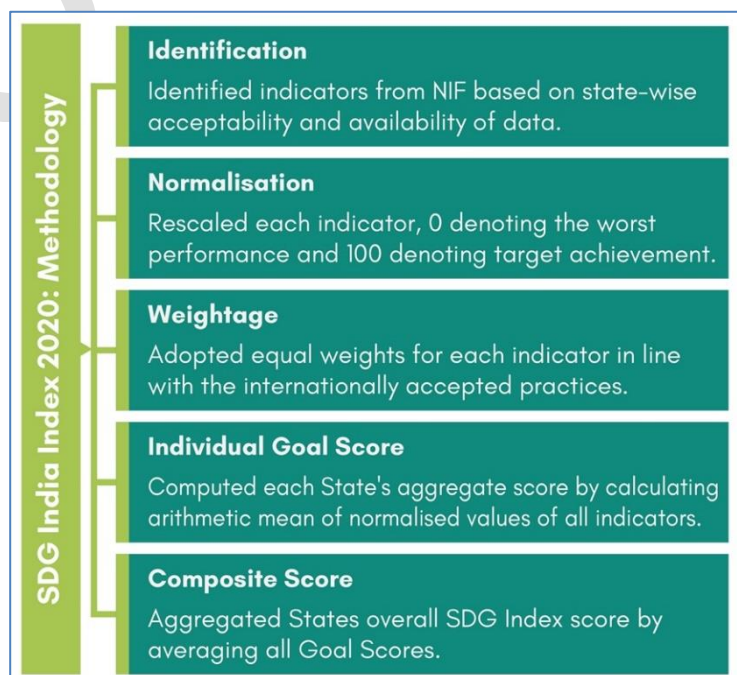 SDG India Index 2020: Methodology
Identification
Identified indicators from NIF based on state-wise
acceptability and availability of data.
Normalisation
Rescaled each indicator, 0 denoting the worst
performance and 100 denoting target achievement.
Weightage
Adopted equal weights for each indicator in line
with the internationally accepted practices.
Individual Goal Score
Computed each State's aggregate score by calculating
arithmetic mean of normalised values of all indicators.
Composite Score
Aggregated States overall SDG Index score by
averaging all Goal Scores.